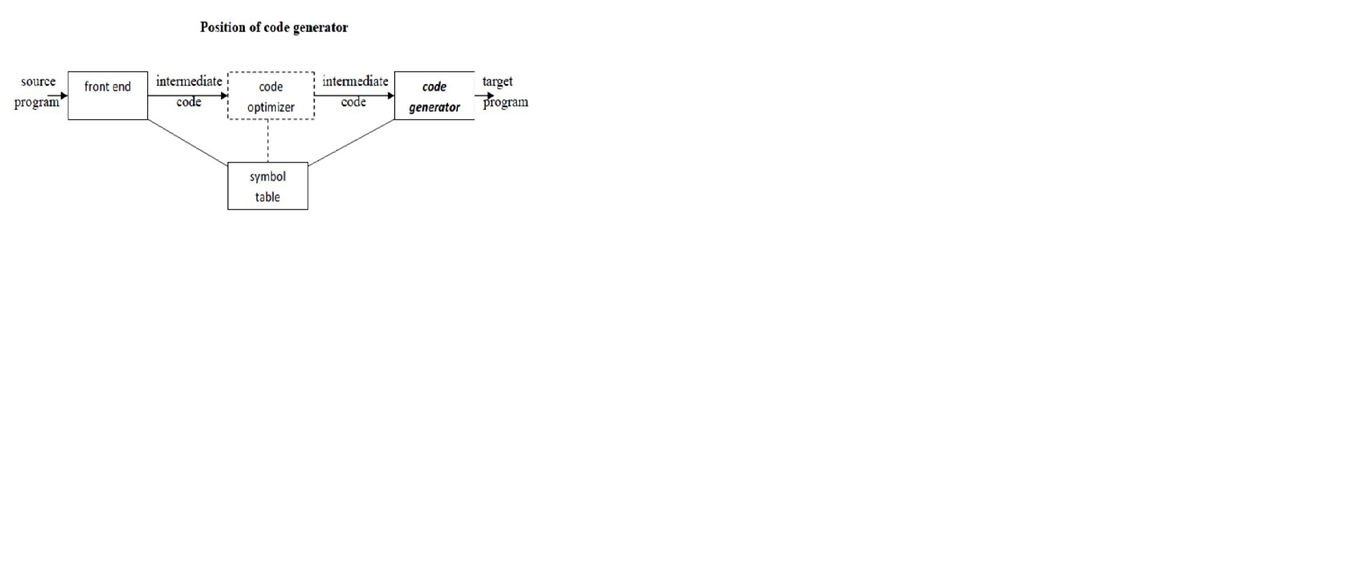 Position of code generator
source
program
front end
intermediate
code
code
optimizer
intermediate
code
code
generator
target
program
symbol
table